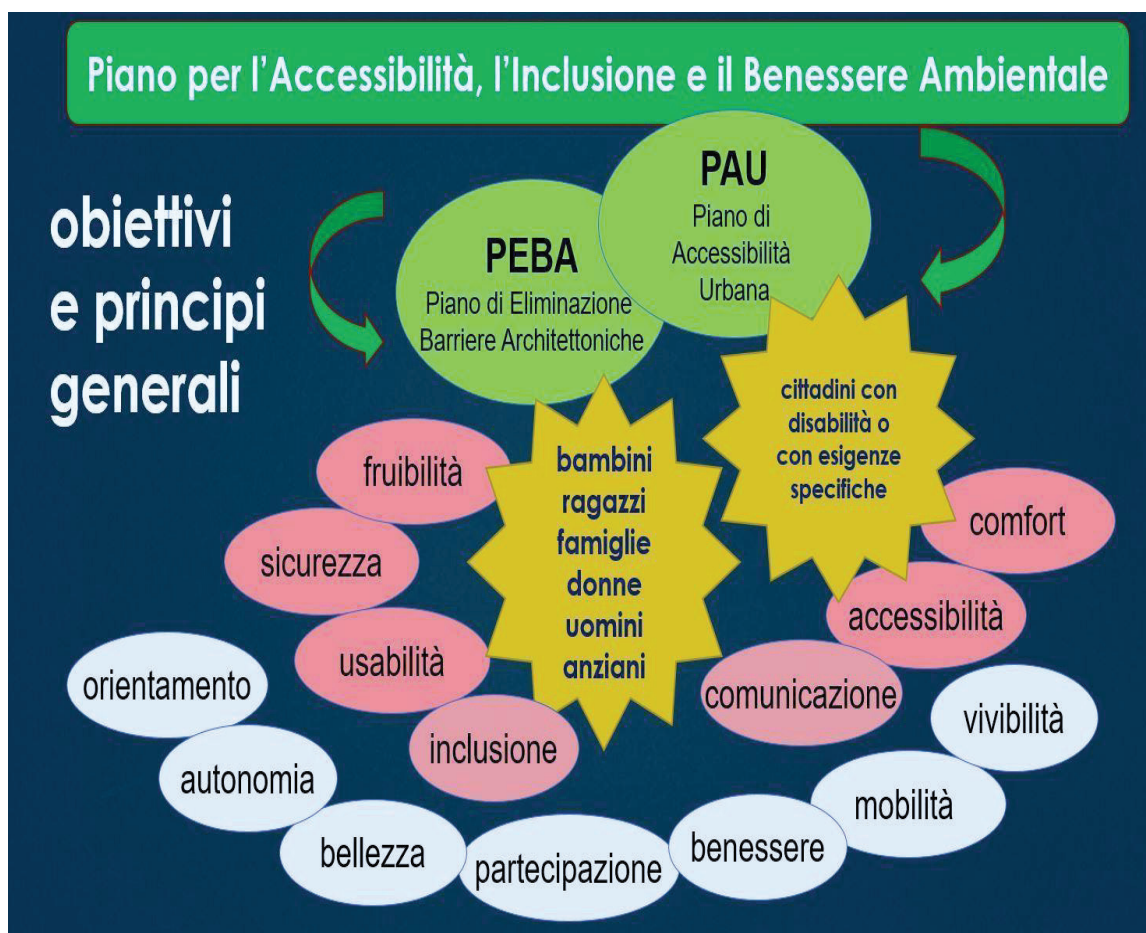 Piano per l’Accessibilità, l’Inclusione e il Benessere Ambientale
obiettivi
e principi
generali
PEBA
Piano di Eliminazione
Barriere Architettoniche
PAU
Piano di
Accessibilità
Urbana
cittadini con
disabilità o
con esigenze
specifiche
bambini
ragazzi
famiglie
donne
uomini
anziani
fruibilità
sicurezza
usabilità
inclusione
comfort
accessibilità
comunicazione
orientamento
autonomia
bellezza
partecipazione
benessere
mobilità
vivibilità